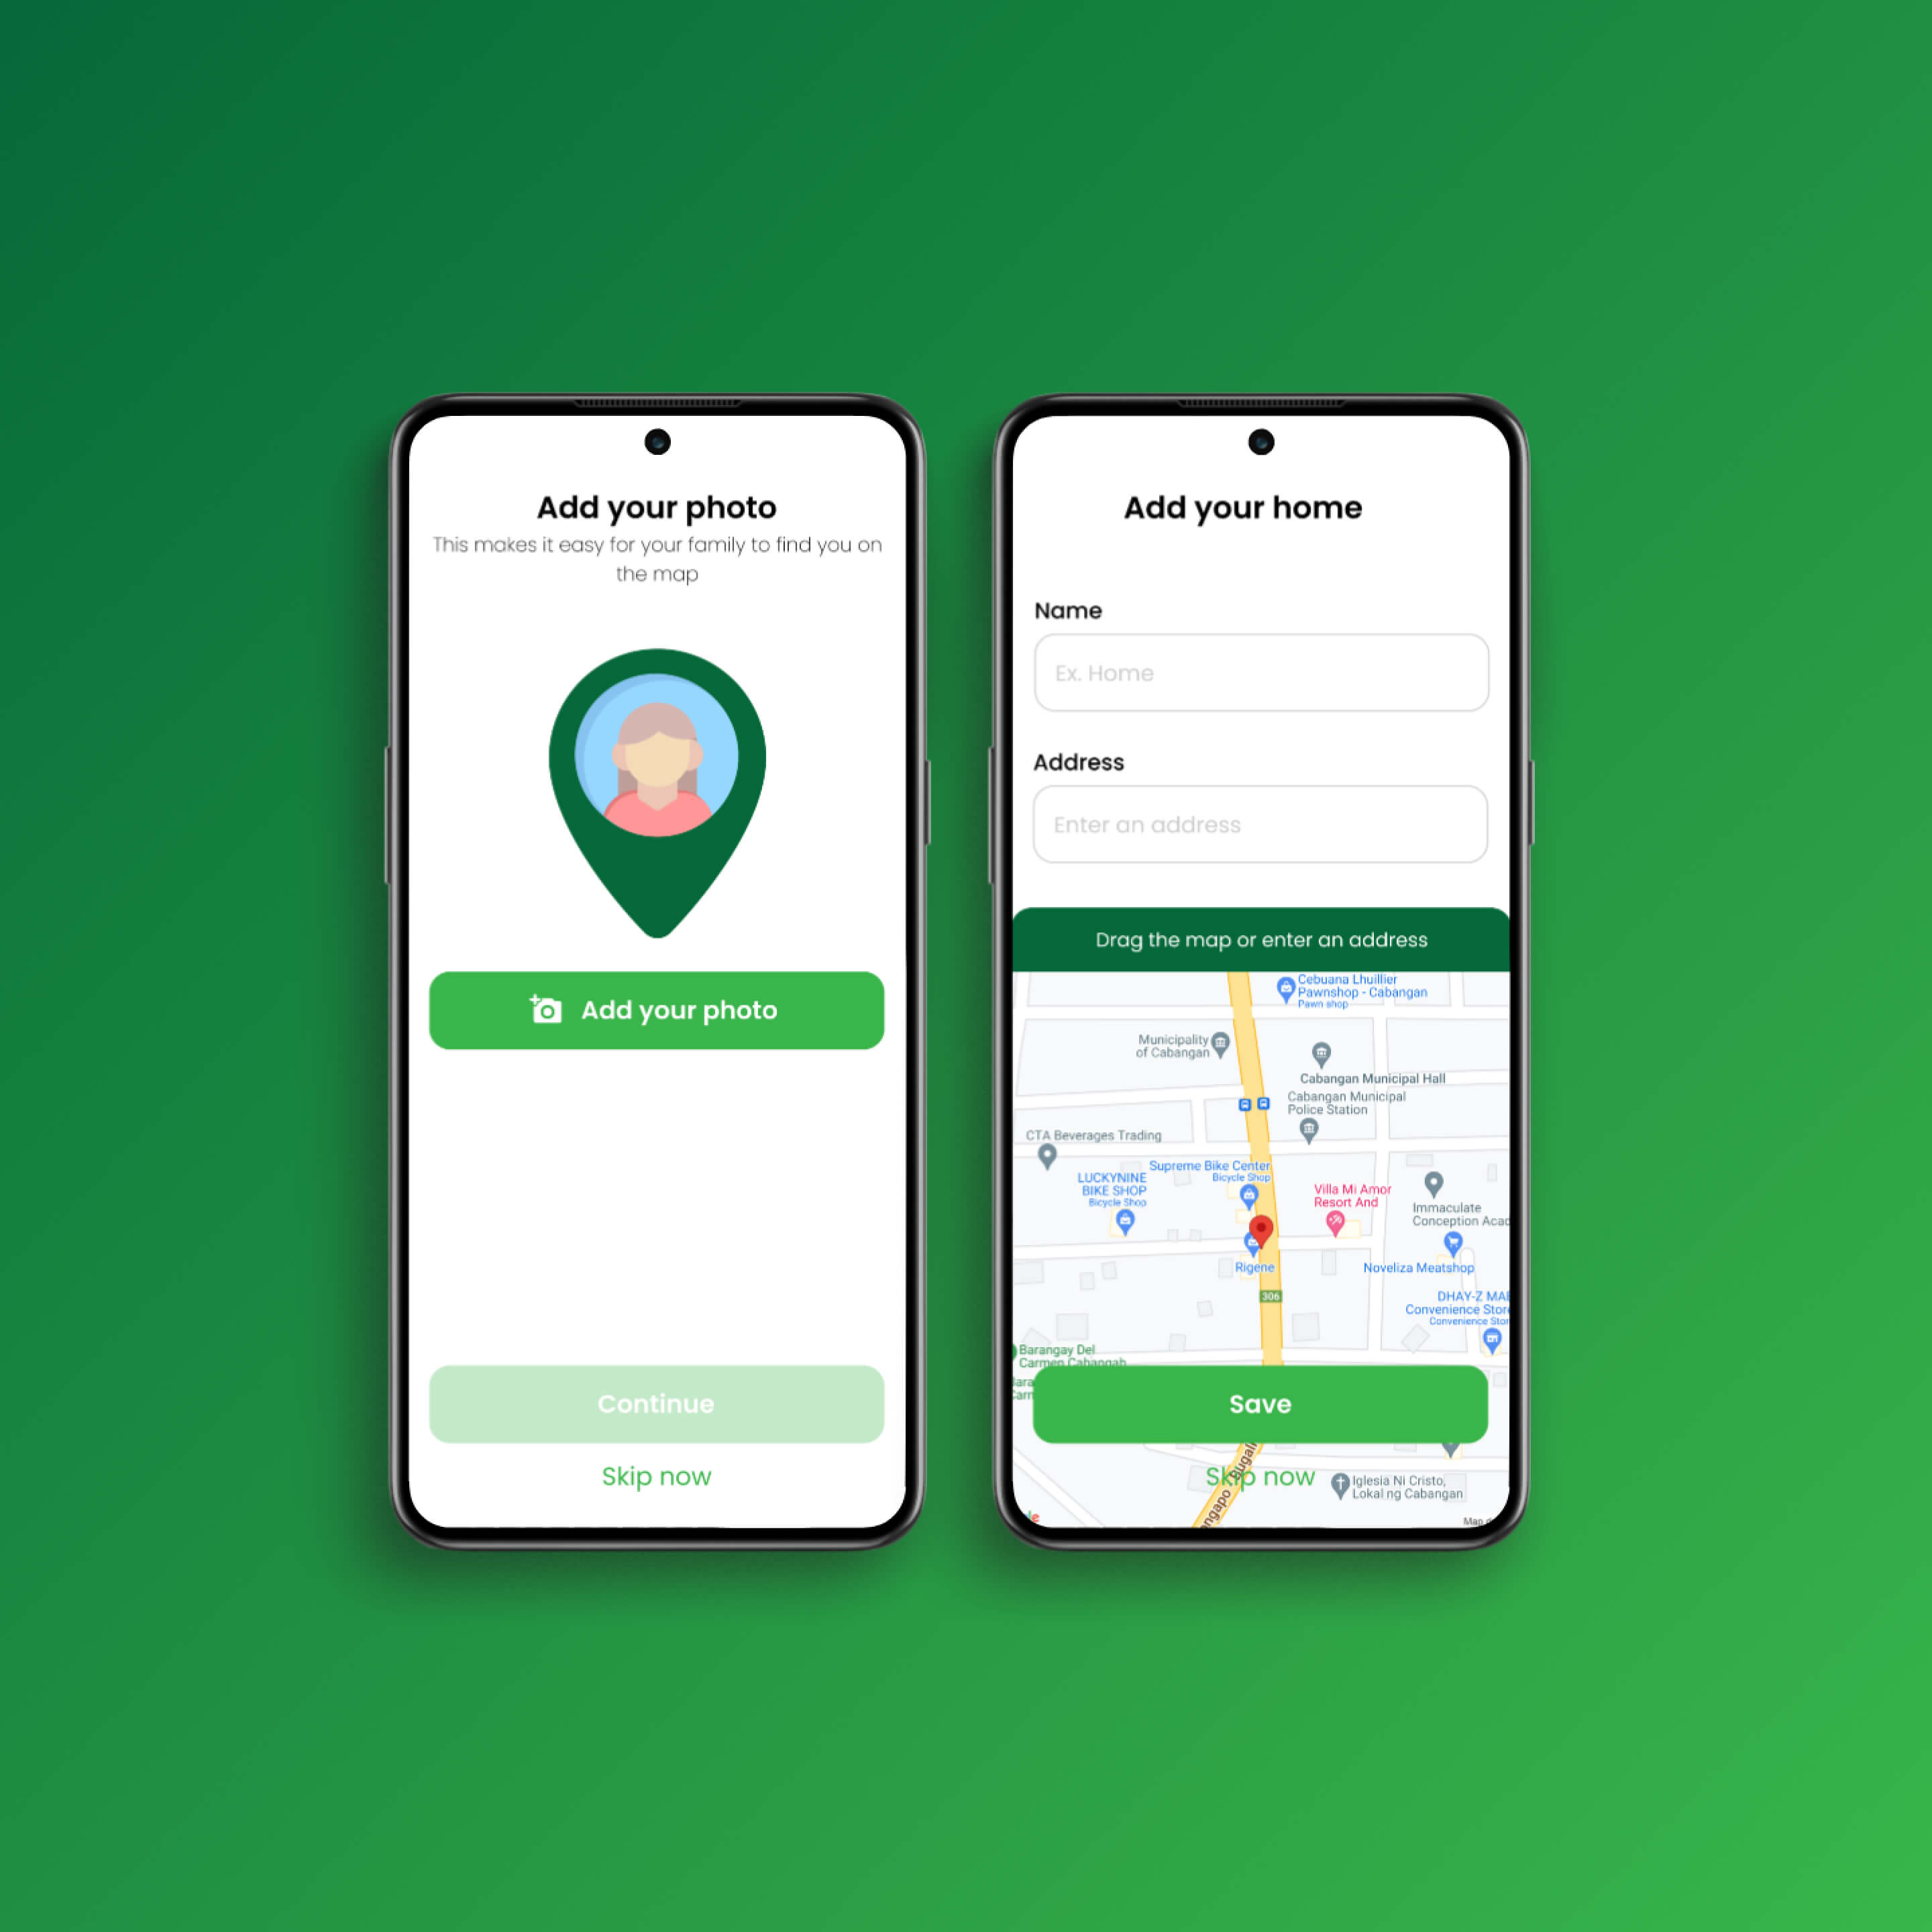 Add your photo
This makes it easy for your family to find you on
the map
Add your photo
Continue
Skip now
Add your home
Name
Ex. Home
Address
Enter an address
Drag the map or enter an address
Cebuana Lhuillier
Pawnshop - Cabangan
Pawn shop
Municipality
of Cabangan
Cabangan Municipal Hall
Cabangan Municipal
Police Station
CTA Beverages Trading
Supreme Bike Center
Bicycle Shop
LUCKYNINE
BIKE SHOP
Bicycle Shop
Villa Mi Amor
Resort And
Immaculate
Conception Acad
Rigene
Noveliza Meatshop
306
DHAY-Z
Convenience Stor
Convenience Stor
Barangay Del
Carmen Cabangab
Save
Skip now
Iglesia Ni Cristo,
Lokal ng Cabangan
Map